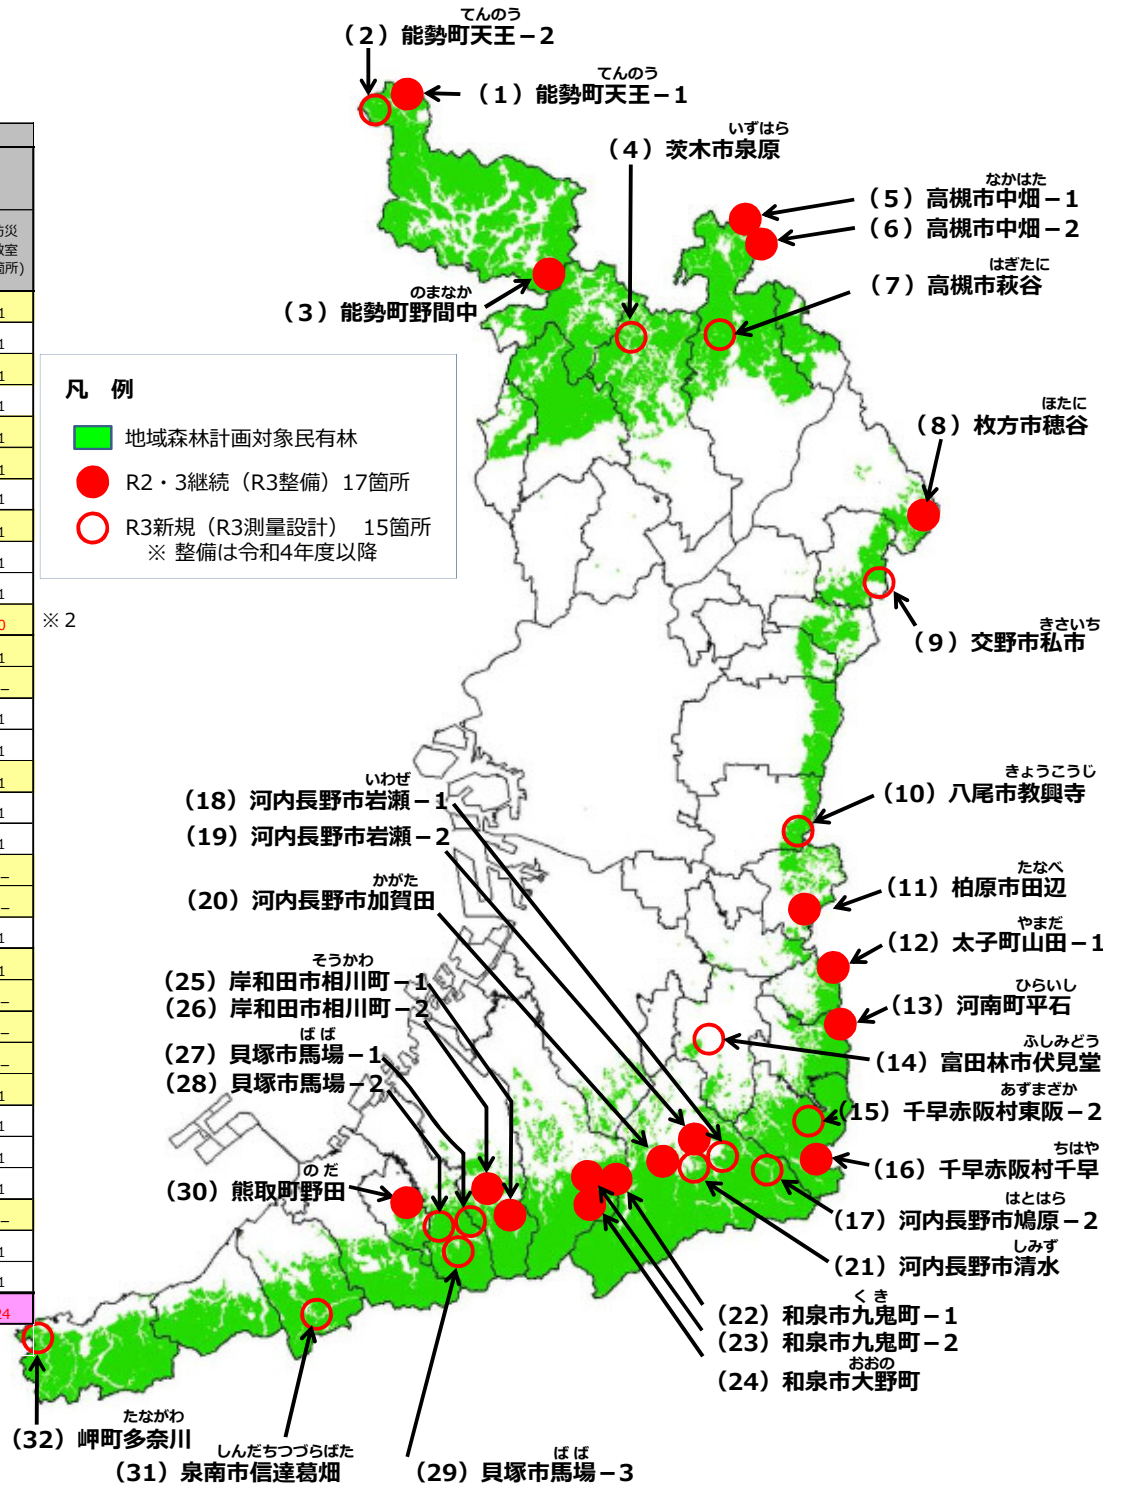 てんのう
（2）能勢町天王－2
てんのう
（1）能勢町天王－1
いずはら
（4）茨木市泉原
なかはた
（5）高槻市中畑－1
（6）高槻市中畑－2
はぎたに
（7）高槻市萩谷
のまなか
（3）能勢町野間中
凡　例
地域森林計画対象民有林
R2・3継続（R3整備）17箇所
R3新規（R3測量設計）　15箇所
※ 整備は令和4年度以降
※2
ほたに
（8）枚方市穂谷
きさいち
（9）交野市私市
きょうこうじ
（10）八尾市教興寺
たなべ
（11）柏原市田辺
やまだ
（12）太子町山田－1
ひらいし
（13）河南町平石
ふしみどう
（14）富田林市伏見堂
あずまざか
（15）千早赤阪村東阪－2
ちはや
（16）千早赤阪村千早
はとはら
（17）河内長野市鳩原－2
いわぜ
（18）河内長野市岩瀬－1
（19）河内長野市岩瀬－2
かがた
（20）河内長野市加賀田
しみず
（21）河内長野市清水
くき
（22）和泉市九鬼町－1
（23）和泉市九鬼町－2
おおの
（24）和泉市大野町
そうかわ
（25）岸和田市相川町－1
（26）岸和田市相川町－2
ばば
（27）貝塚市馬場－1
（28）貝塚市馬場－2
のだ
（30）熊取町野田
たながわ
（32）岬町多奈川
しんだちつづらばた
（31）泉南市信達葛畑
ばば
（29）貝塚市馬場－3